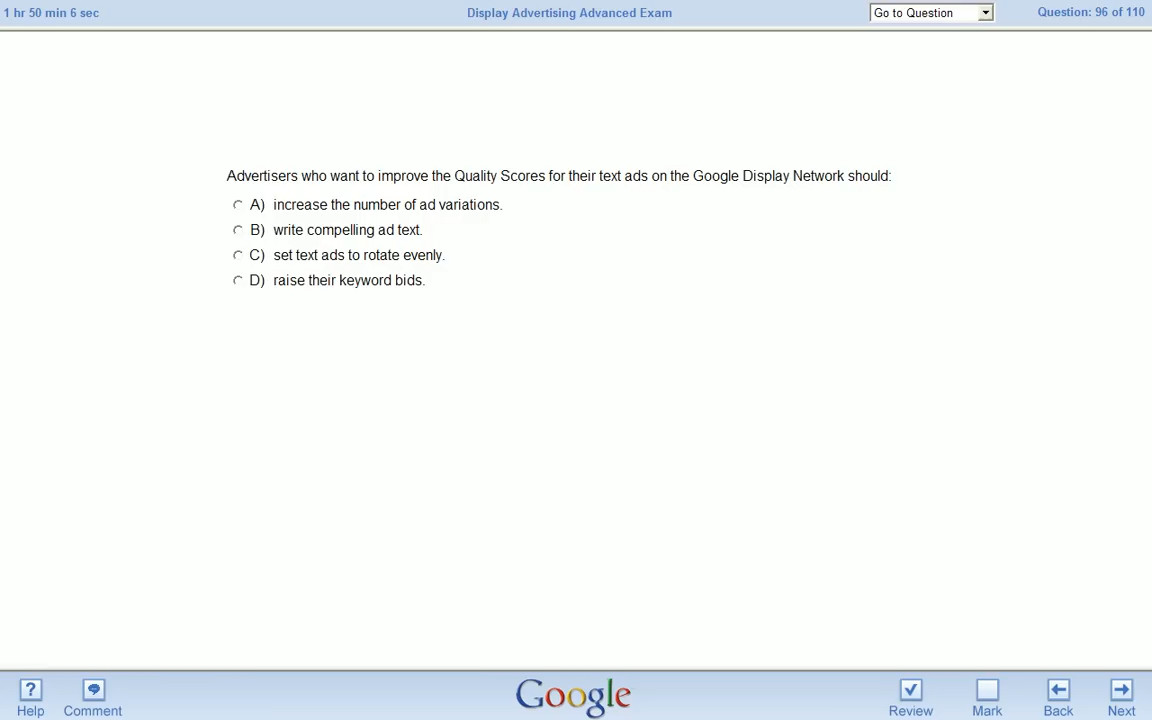 1 hr 50 min 6 sec
Display Advertising Advanced Exam
Go to Question
Question: 96 of 110
Advertisers who want to improve the Quality Scores for their text ads on the Google Display Network should:
A) increase the number of ad variations.
B) write compelling ad text.
C) set text ads to rotate evenly.
D) raise their keyword bids.
?
Help
Comment
Google
Review
Mark
Back
Next